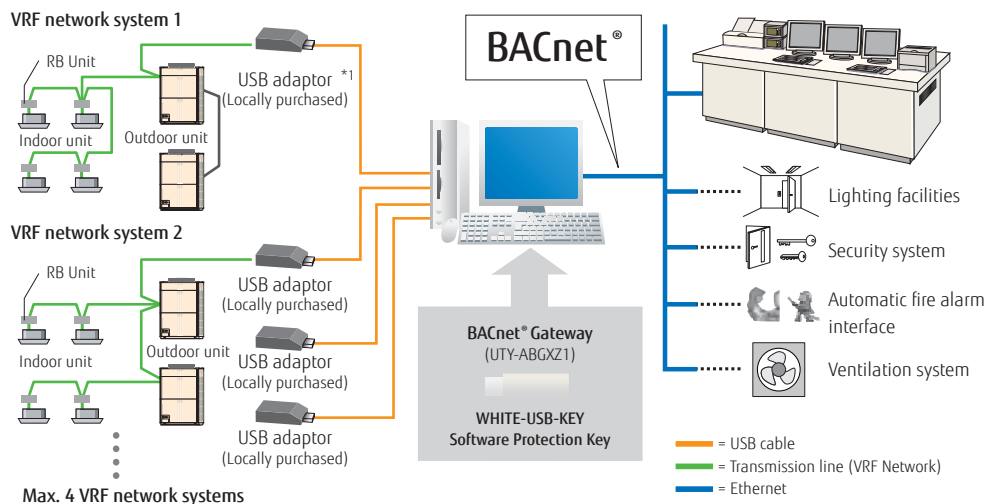 VRF network system 1
RB Unit
Indoor unit
Outdoor unit
USB adaptor *1
(Locally purchased)
VRF network system 2
RB Unit
Indoor unit
Outdoor unit
USB adaptor
(Locally purchased)
USB adaptor
(Locally purchased)
USB adaptor
(Locally purchased)
Max. 4 VRF network systems
BACnet®
BACnet® Gateway
(UTY-ABGXZ1)
WHITE-USB-KEY
Software Protection Key
Lighting facilities
Security system
Automatic fire alarm
interface
Ventilation system
= USB cable
= Transmission line (VRF Network)
= Ethernet